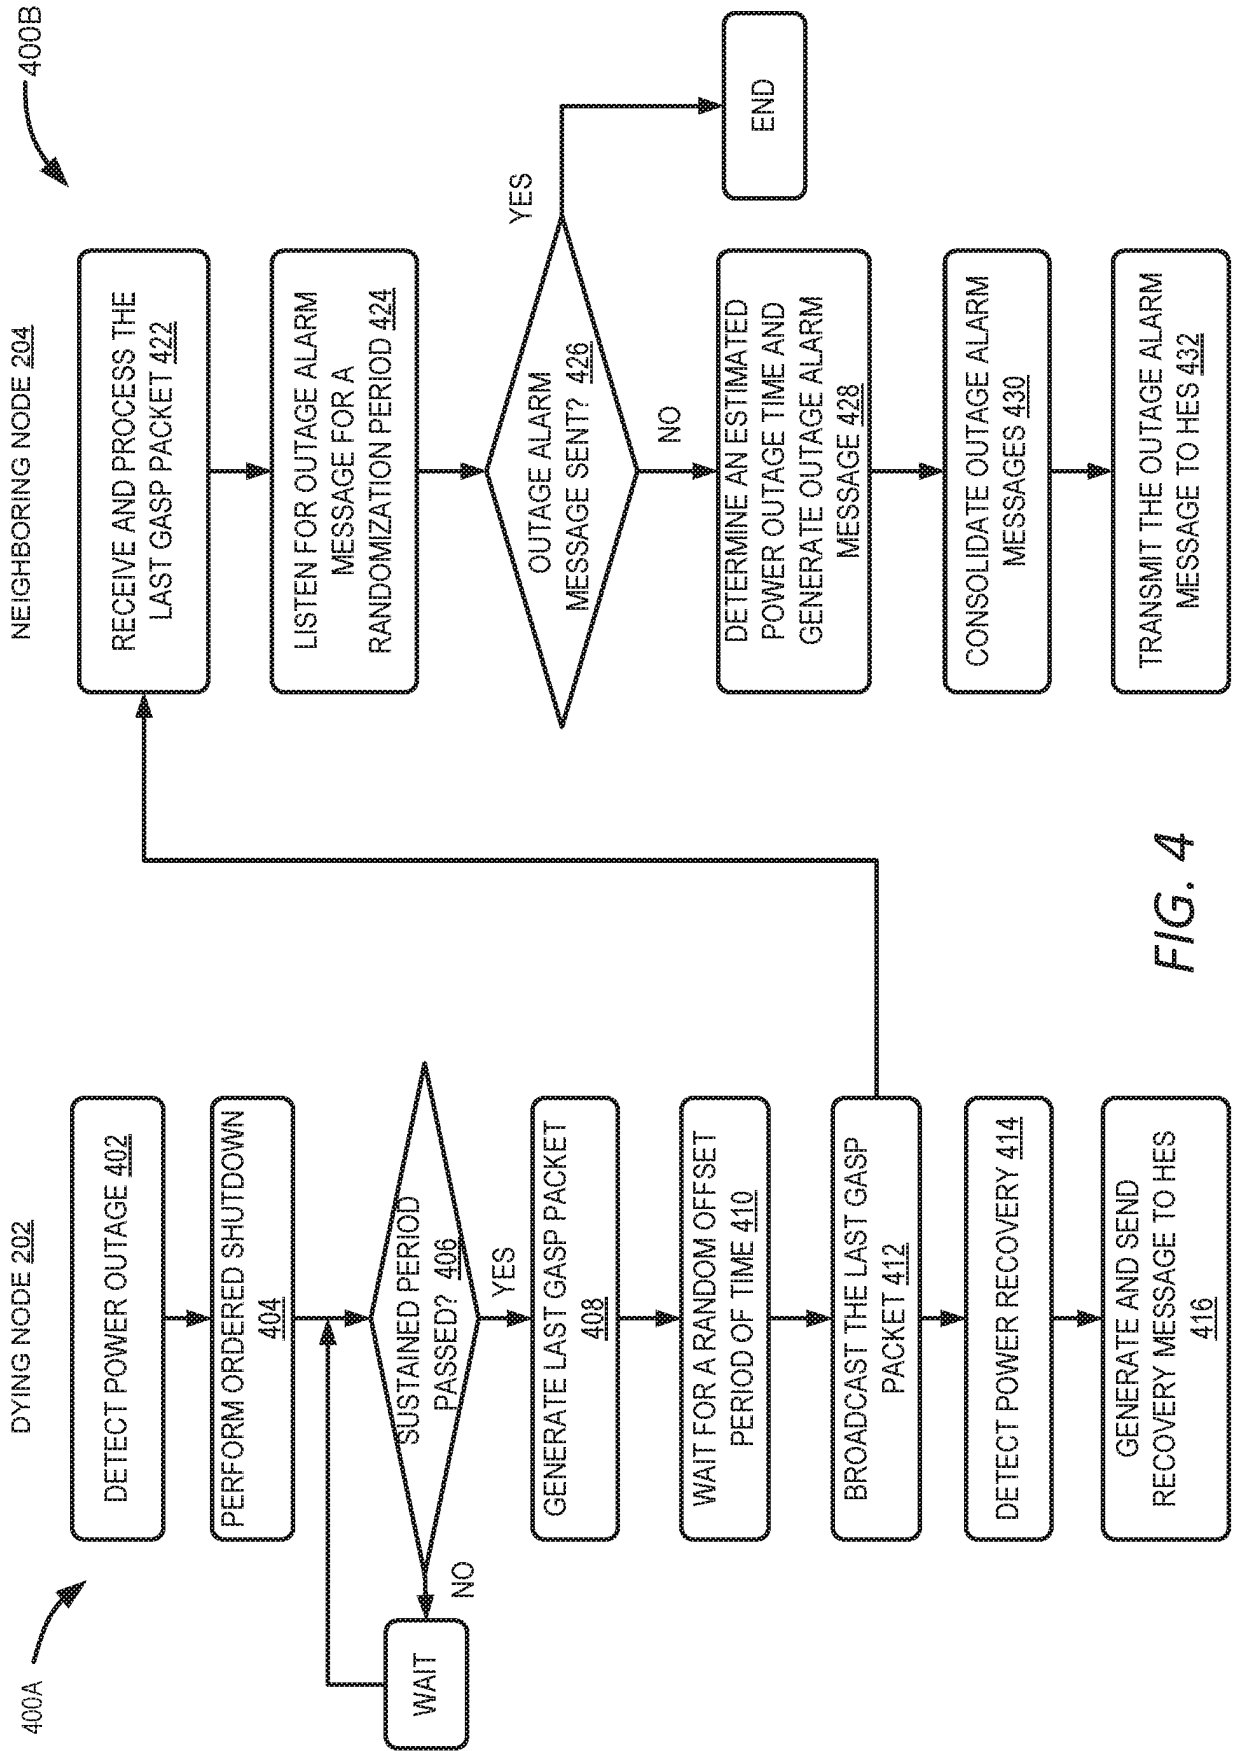 400A
DYING NODE 202
DETECT POWER OUTAGE 402
PERFORM ORDERED SHUTDOWN
404
SUSTAINED PERIOD
PASSED? 406
NO
WAIT
YES
GENERATE LAST GASP PACKET
408
WAIT FOR A RANDOM OFFSET
PERIOD OF TIME 410
BROADCAST THE LAST GASP
PACKET 412
DETECT POWER RECOVERY 414
GENERATE AND SEND
RECOVERY MESSAGE TO HES
416
NEIGHBORING NODE 204
400B
RECEIVE AND PROCESS THE
LAST GASP PACKET 422
LISTEN FOR OUTAGE ALARM
MESSAGE FOR A
RANDOMIZATION PERIOD 424
OUTAGE ALARM
MESSAGE SENT? 426
YES
END
NO
DETERMINE AN ESTIMATED
POWER OUTAGE TIME AND
GENERATE OUTAGE ALARM
MESSAGE 428
CONSOLIDATE OUTAGE ALARM
MESSAGES 430
TRANSMIT THE OUTAGE ALARM
MESSAGE TO HES 432
FIG. 4